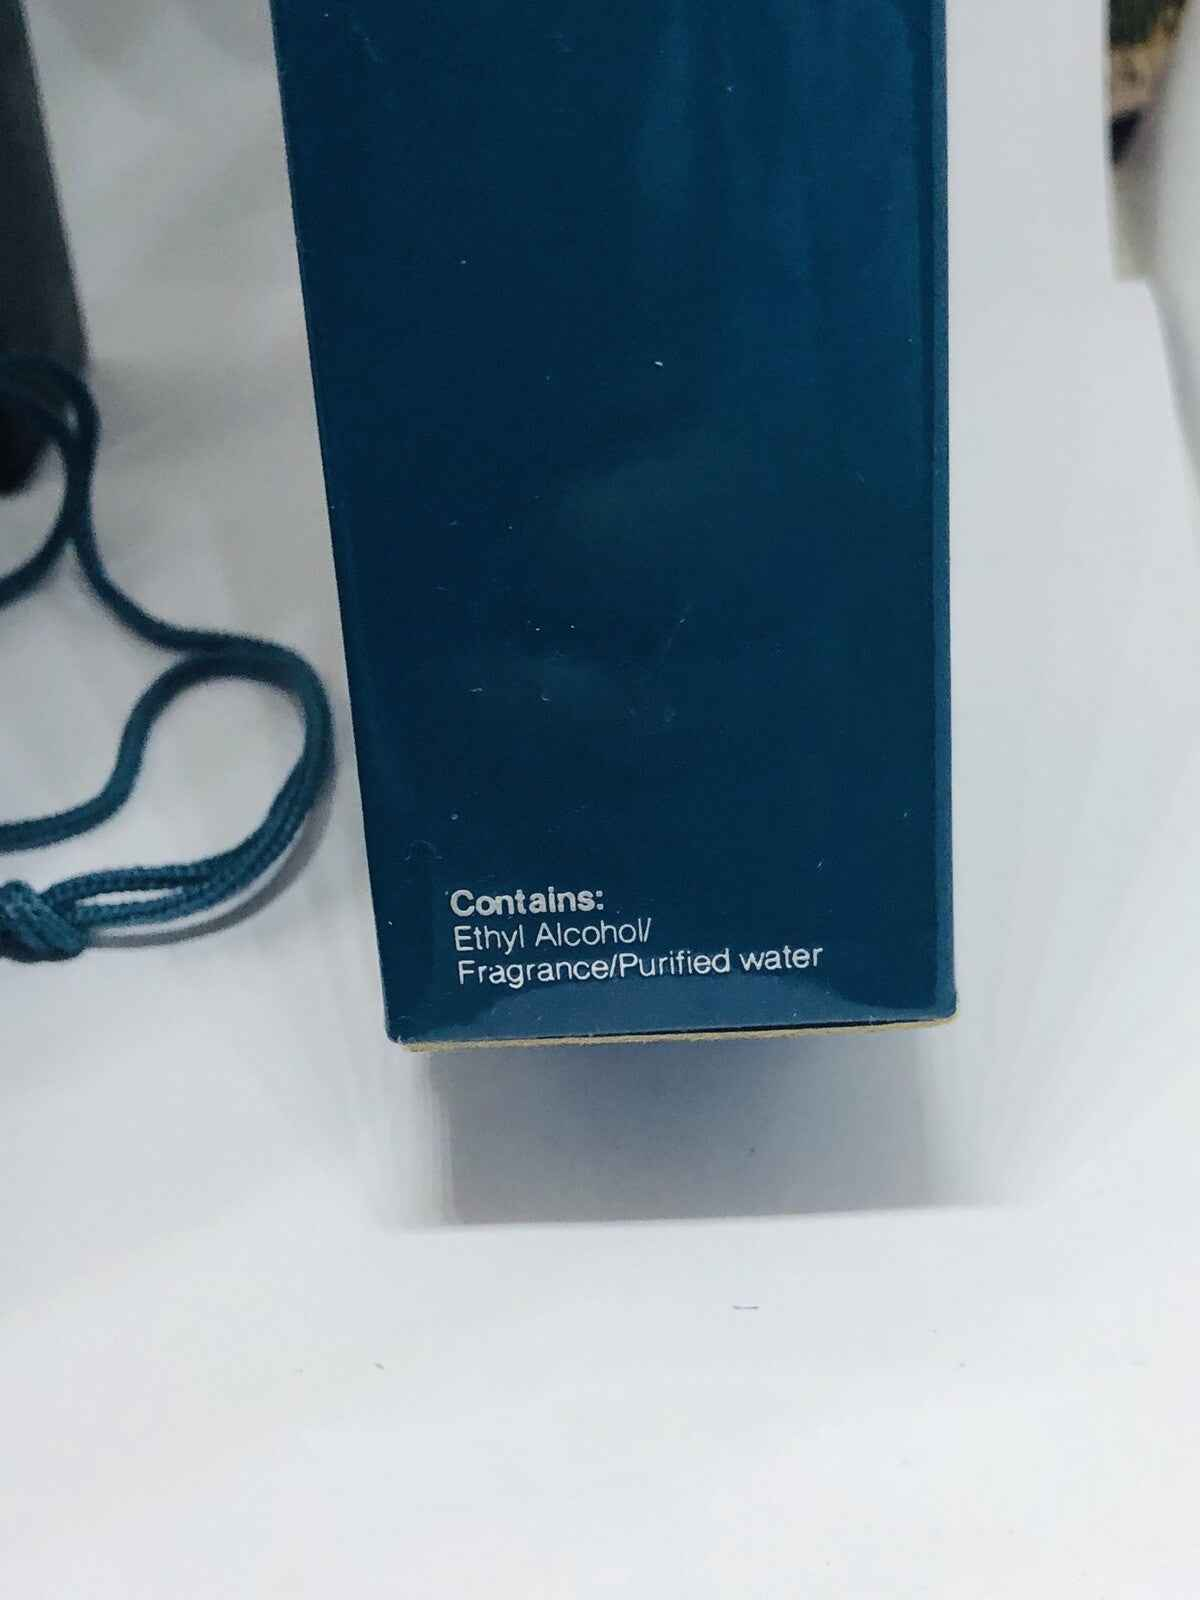 Contains:
Ethyl Alcohol/
Fragrance/Purified water